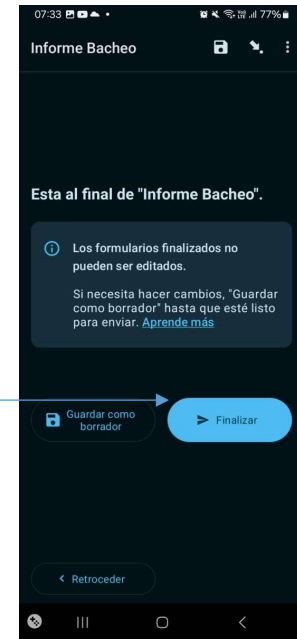 07:33
77%
Informe Bacheo
Esta al final de "Informe Bacheo".
Los formularios finalizados no
pueden ser editados.
Si necesita hacer cambios, "Guardar
como borrador" hasta que esté listo
para enviar. Aprende más
Guardar como
borrador
Finalizar
Retroceder